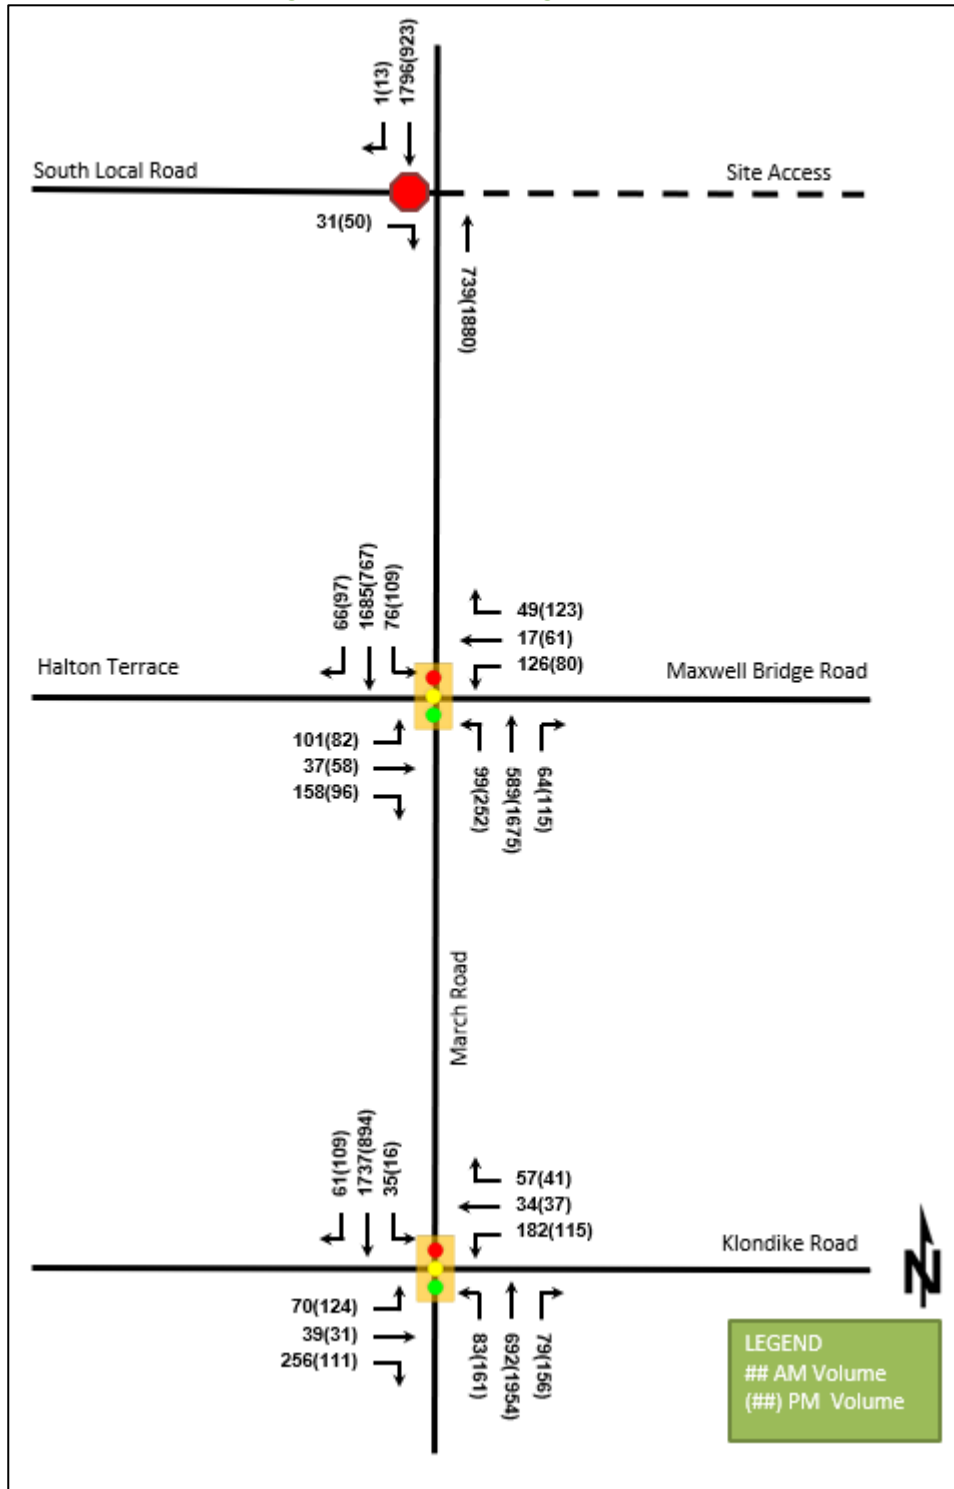 1(13)
1796(923)
South Local Road
Site Access
31(50)
739(1880)
66(97)
1685(767)
76(109)
49(123)
17(61)
126(80)
Halton Terrace
Maxwell Bridge Road
101(82)
37(58)
158(96)
99(252)
589(1675)
64(115)
March Road
61(109)
1737(894)
35(16)
57(41)
34(37)
182(115)
Klondike Road
N
70(124)
39(31)
256(111)
83(161)
692(1954)
79(156)
LEGEND
## AM Volume
(##) PM Volume